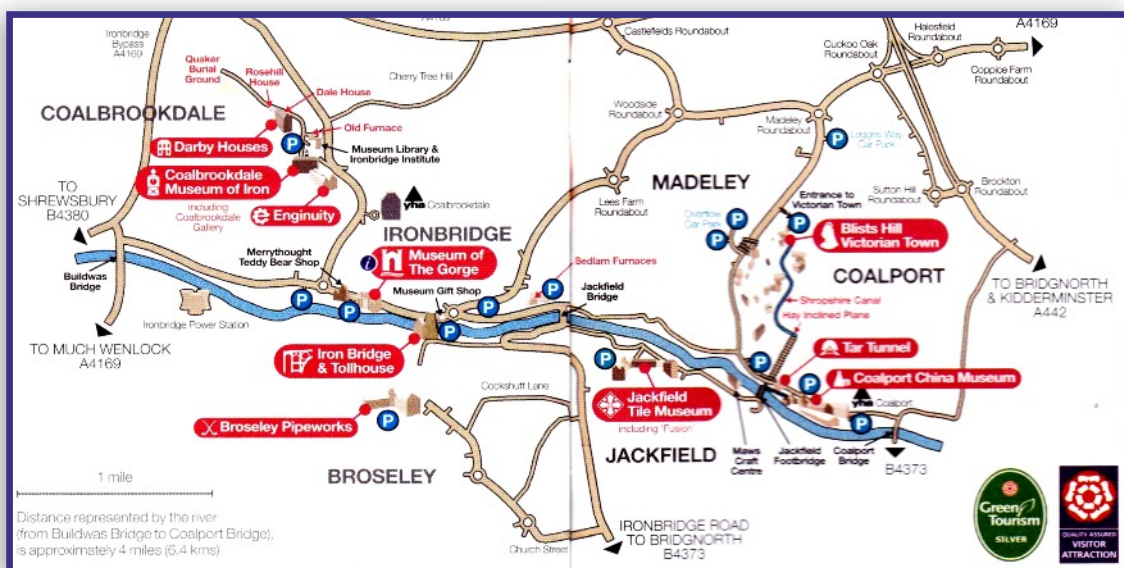 A4169
Ironbridge
Bypass
A4169
Castlefields Roundabout
Halesfield
Roundabout
A4169
Cuckoo Oak
Roundabout
Coppice Farm
Roundabout
Quaker
Burial
Ground
Rosehill
House
Dale House
Cherry Tree Hill
COALBROOKDALE
Old Furnace
Woodside
Roundabout
Madeley
Roundabout
P
Legges Way
Car Park
Darby Houses
P
Museum Library &
Ironbridge Institute
Coalbrookdale
Museum of Iron
including
Coalbrookdale
Gallery
Enginuity
yha Coalbrookdale
TO
SHREWSBURY
B4380
MADELEY
Lees Farm
Roundabout
Entrance to
Victorian Town
Sutton Hill
Roundabout
Brockton
Roundabout
Overflow
Car Park
P
P
P
Blists Hill
Victorian Town
COALPORT
IRONBRIDGE
Merrythought
Teddy Bear Shop
i
Museum of
The Gorge
Bedlam Furnaces
Buildwas
Bridge
Museum Gift Shop
Jackfield
Bridge
P
P
P
P
P
Ironbridge Power Station
Shropshire Canal
Hay Inclined Plane
TO BRIDGNORTH
& KIDDERMINSTER
A442
TO MUCH WENLOCK
A4169
Iron Bridge
& Tollhouse
P
P
Tar Tunnel
P
Coalport China Museum
yha Coalport
Cockshutt Lane
Jackfield
Tile Museum
including 'Fusion'
Broseley Pipeworks
P
P
BROSELEY
JACKFIELD
Maws
Craft
Centre
Jackfield
Footbridge
Coalport
Bridge
B4373
1 mile
Distance represented by the river
(from Buildwas Bridge to Coalport Bridge),
is approximately 4 miles (6.4 kms)
Church Street
IRONBRIDGE ROAD
TO BRIDGNORTH
B4373
Green
Tourism
SILVER
QUALITY ASSURED
VISITOR
ATTRACTION